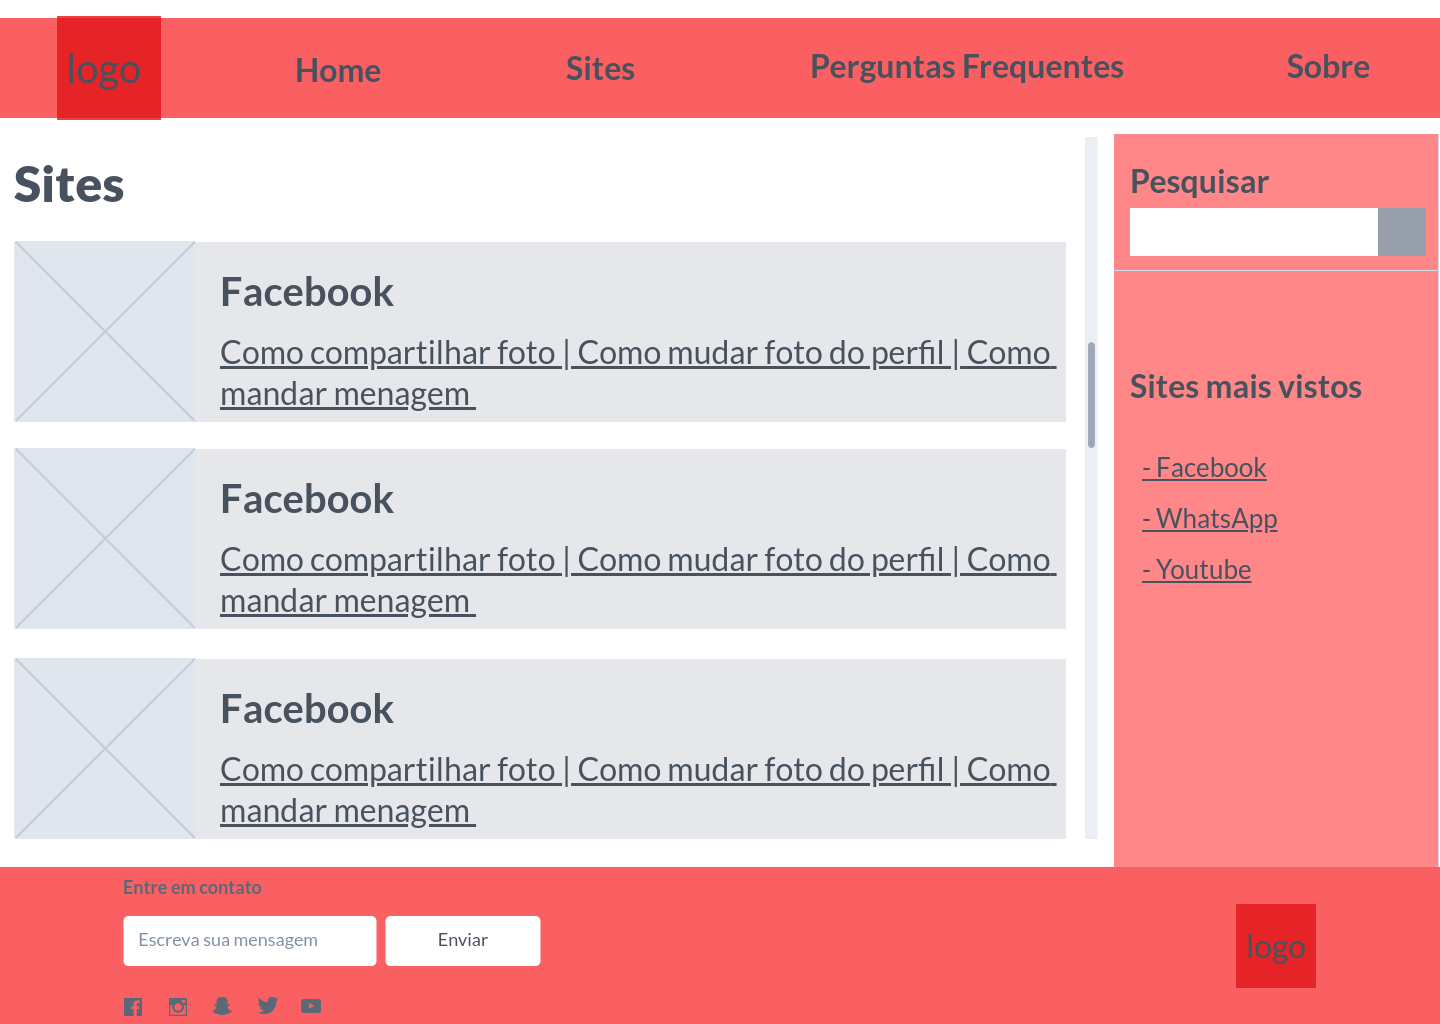 logo
Home
Sites
Perguntas Frequentes
Sobre
Sites
Facebook
Como compartilhar foto | Como mudar foto do perfil | Como
mandar menagem
Facebook
Como compartilhar foto | Como mudar foto do perfil | Como
mandar menagem
Facebook
Como compartilhar foto | Como mudar foto do perfil | Como
mandar menagem
Pesquisar
Sites mais vistos
- Facebook
- WhatsApp
- Youtube
Entre em contato
Escreva sua mensagem
Enviar
logo